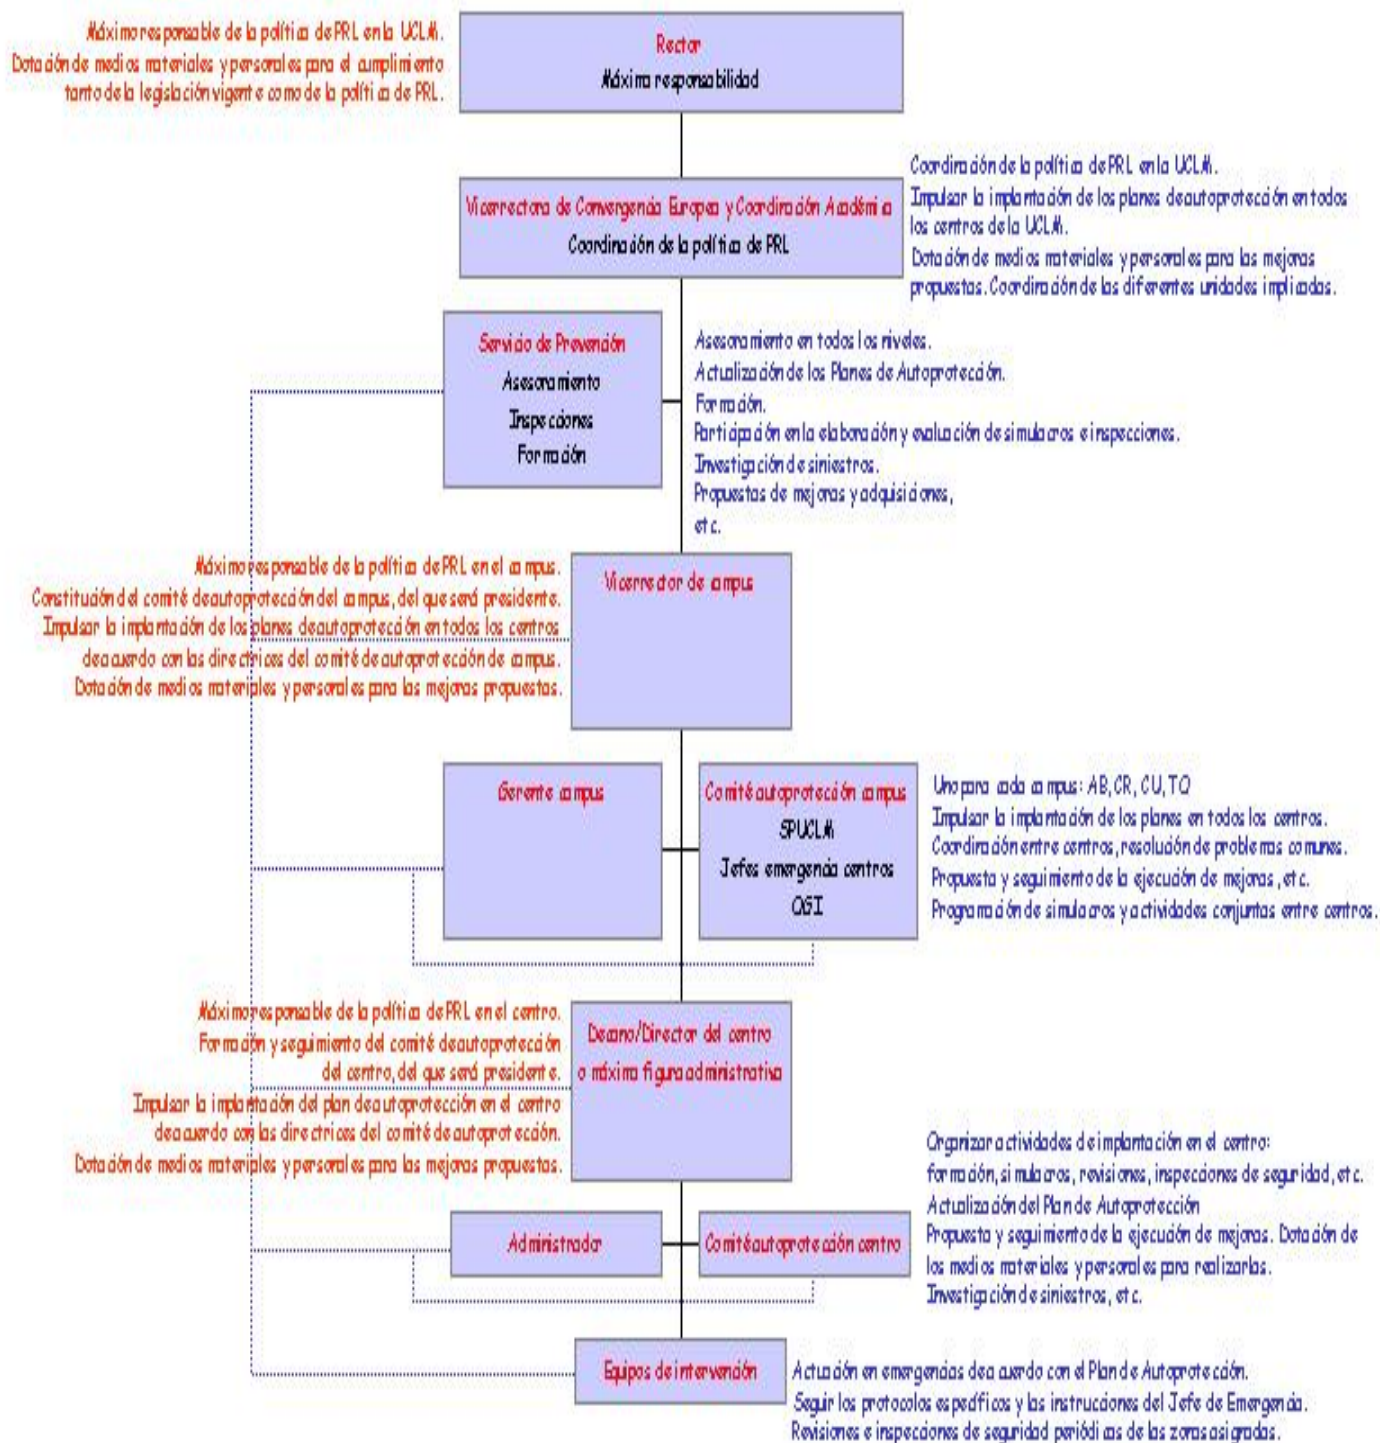 Máximo responsable de la política de PRL en la UCLM.
Dotación de medios materiales y personales para el cumplimiento
tanto de la legislación vigente como de la política de PRL.
Rector
Máxima responsabilidad
Vicerrectora de Convergencia Europea y Coordinación Académica
Coordinación de la política de PRL
Coordinación de la política de PRL en la UCLM.
Impulsar la implantación de los planes de autoprotección en todos
los centros de la UCLM.
Dotación de medios materiales y personales para las mejoras
propuestas. Coordinación de las diferentes unidades implicadas.
Servicio de Prevención
Asesoramiento
Inspecciones
Formación
Asesoramiento en todos los niveles.
Actualización de los Planes de Autoprotección.
Formación.
Participación en la elaboración y evaluación de simulacros e inspecciones.
Investigación de siniestros.
Propuestas de mejoras y adquisiciones,
etc.
Máximo responsable de la política de PRL en el campus.
Constitución del comité de autoprotección del campus, del que será presidente.
Impulsar la implantación de los planes de autoprotección en todos los centros
de acuerdo con las directrices del comité de autoprotección de campus.
Dotación de medios materiales y personales para las mejoras propuestas.
Vicerrector de campus
Gerente campus
Comité autoprotección campus
SPUCLM
Jefes emergencia centros
OGI
Uno para cada campus: AB, CR, CU, TO
Impulsar la implantación de los planes en todos los centros.
Coordinación entre centros, resolución de problemas comunes.
Propuesta y seguimiento de la ejecución de mejoras, etc.
Programación de simulacros y actividades conjuntas entre centros.
Máximo responsable de la política de PRL en el centro.
Formación y seguimiento del comité de autoprotección
del centro, del que será presidente.
Impulsar la implantación del plan de autoprotección en el centro
de acuerdo con las directrices del comité de autoprotección.
Dotación de medios materiales y personales para las mejoras propuestas.
Decano/Director del centro
o máxima figura administrativa
Administrador
Comité autoprotección centro
Organizar actividades de implantación en el centro:
formación, simulacros, revisiones, inspecciones de seguridad, etc.
Actualización del Plan de Autoprotección
Propuesta y seguimiento de la ejecución de mejoras. Dotación de
los medios materiales y personales para realizarlas.
Investigación de siniestros, etc.
Equipos de intervención
Actuación en emergencias de acuerdo con el Plan de Autoprotección.
Seguir los protocolos específicos y las instrucciones del Jefe de Emergencia.
Revisiones e inspecciones de seguridad periódicas de las zonas asignadas.